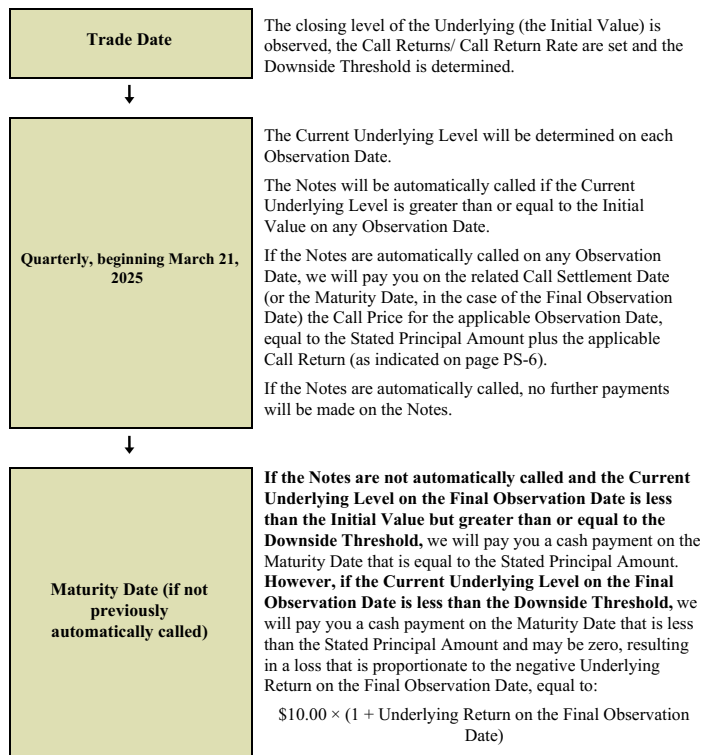 Trade Date
The closing level of the Underlying (the Initial Value) is
observed, the Call Returns/ Call Return Rate are set and the
Downside Threshold is determined.
Quarterly, beginning March 21,
2025
The Current Underlying Level will be determined on each
Observation Date.
The Notes will be automatically called if the Current
Underlying Level is greater than or equal to the Initial
Value on any Observation Date.
If the Notes are automatically called on any Observation
Date, we will pay you on the related Call Settlement Date
(or the Maturity Date, in the case of the Final Observation
Date) the Call Price for the applicable Observation Date,
equal to the Stated Principal Amount plus the applicable
Call Return (as indicated on page PS-6).
If the Notes are automatically called, no further payments
will be made on the Notes.
Maturity Date (if not
previously
automatically called)
If the Notes are not automatically called and the Current
Underlying Level on the Final Observation Date is less
than the Initial Value but greater than or equal to the
Downside Threshold, we will pay you a cash payment on the
Maturity Date that is equal to the Stated Principal Amount.
However, if the Current Underlying Level on the Final
Observation Date is less than the Downside Threshold, we
will pay you a cash payment on the Maturity Date that is less
than the Stated Principal Amount and may be zero, resulting
in a loss that is proportionate to the negative Underlying
Return on the Final Observation Date, equal to:
$10.00 × (1 + Underlying Return on the Final Observation
Date)